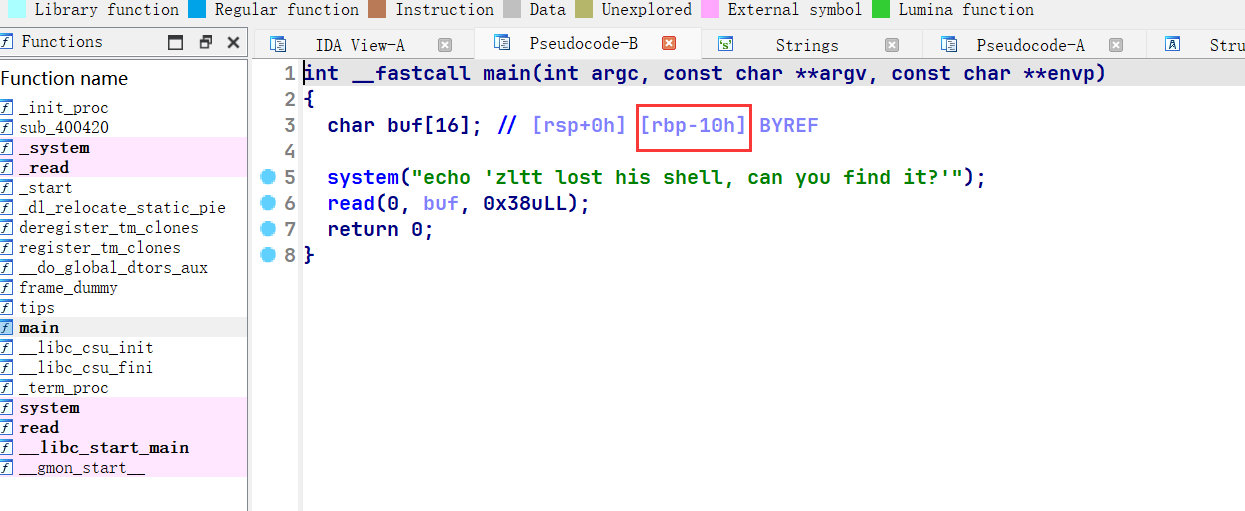 Library function Regular function Instruction Data Unexplored External symbol Lumina function
Functions
IDA View-A Pseudocode-B Strings Pseudocode-A Stru
Function name
_init_proc
sub_400420
_system
_read
_start
_dl_relocate_static_pie
deregister_tm_clones
register_tm_clones
__do_global_dtors_aux
frame_dummy
tips
main
__libc_csu_init
__libc_csu_fini
_term_proc
system
read
__libc_start_main
__gmon_start__
1 int __fastcall main(int argc, const char **argv, const char **envp)
2 {
3 char buf[16]; // [rsp+0h] [rbp-10h] BYREF
4
5 system("echo 'zltt lost his shell, can you find it?'");
6 read(0, buf, 0x38uLL);
7 return 0;
8 }